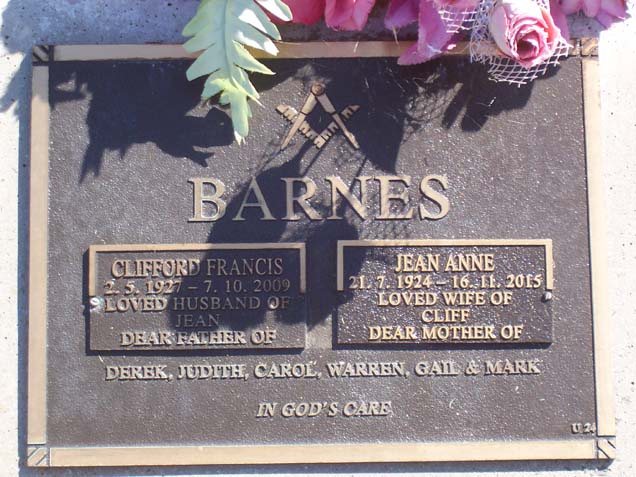 BARNES
CLIFFORD FRANCIS
2. 5. 1927 – 7. 10. 2009
LOVED HUSBAND OF
JEAN
DEAR FATHER OF
JEAN ANNE
21. 7. 1924 – 16. 11. 2015
LOVED WIFE OF
CLIFF
DEAR MOTHER OF
DEREK, JUDITH, CAROL, WARREN, GAIL & MARK
IN GOD'S CARE
U 24